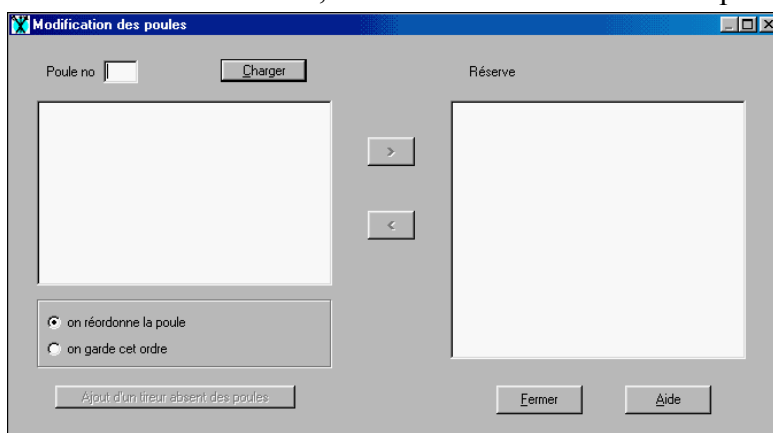 Modification des poules
Poule no
Charger
Réserve
>
<
on réordonne la poule
on garde cet ordre
Ajout d'un tireur absent des poules
Fermer
Aide